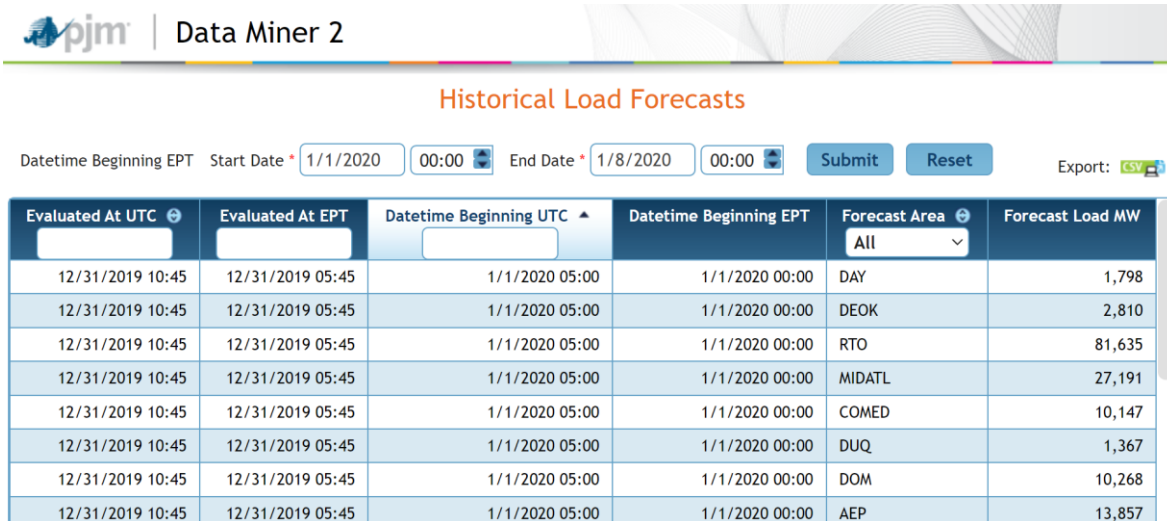 pjm Data Miner 2
Historical Load Forecasts
Datetime Beginning EPT Start Date * 1/1/2020 00:00 End Date * 1/8/2020 00:00 Submit Reset Export: CSV
Evaluated At UTC Evaluated At EPT Datetime Beginning UTC Datetime Beginning EPT Forecast Area Forecast Load MW
All
12/31/2019 10:45 12/31/2019 05:45 1/1/2020 05:00 1/1/2020 00:00 DAY 1,798
12/31/2019 10:45 12/31/2019 05:45 1/1/2020 05:00 1/1/2020 00:00 DEOK 2,810
12/31/2019 10:45 12/31/2019 05:45 1/1/2020 05:00 1/1/2020 00:00 RTO 81,635
12/31/2019 10:45 12/31/2019 05:45 1/1/2020 05:00 1/1/2020 00:00 MIDATL 27,191
12/31/2019 10:45 12/31/2019 05:45 1/1/2020 05:00 1/1/2020 00:00 COMED 10,147
12/31/2019 10:45 12/31/2019 05:45 1/1/2020 05:00 1/1/2020 00:00 DUQ 1,367
12/31/2019 10:45 12/31/2019 05:45 1/1/2020 05:00 1/1/2020 00:00 DOM 10,268
12/31/2019 10:45 12/31/2019 05:45 1/1/2020 05:00 1/1/2020 00:00 AEP 13,857